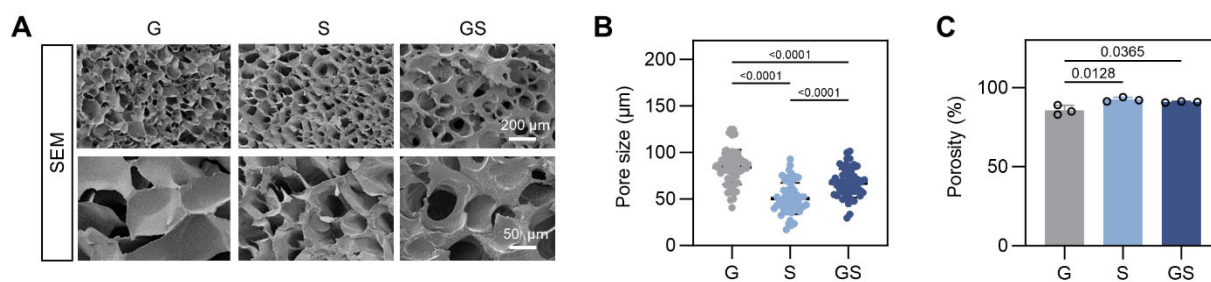 A
G
S
GS
SEM
200 µm
50 µm
B
Pore size (µm)
200
150
100
50
0
<0.0001
<0.0001
<0.0001
G
S
GS
C
Porosity (%)
100
50
0
0.0365
0.0128
G
S
GS